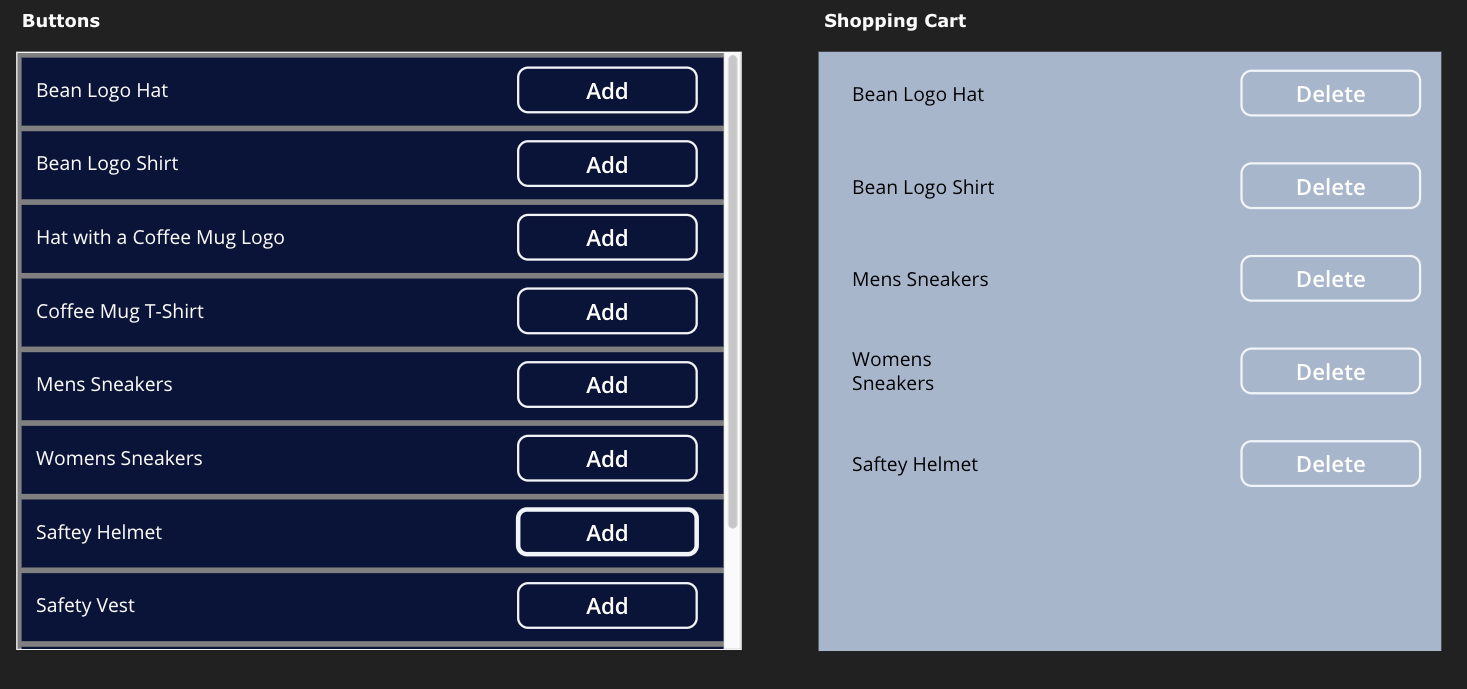 Buttons
Bean Logo Hat Add
Bean Logo Shirt Add
Hat with a Coffee Mug Logo Add
Coffee Mug T-Shirt Add
Mens Sneakers Add
Womens Sneakers Add
Saftey Helmet Add
Safety Vest Add
Shopping Cart
Bean Logo Hat Delete
Bean Logo Shirt Delete
Mens Sneakers Delete
Womens
Sneakers Delete
Saftey Helmet Delete